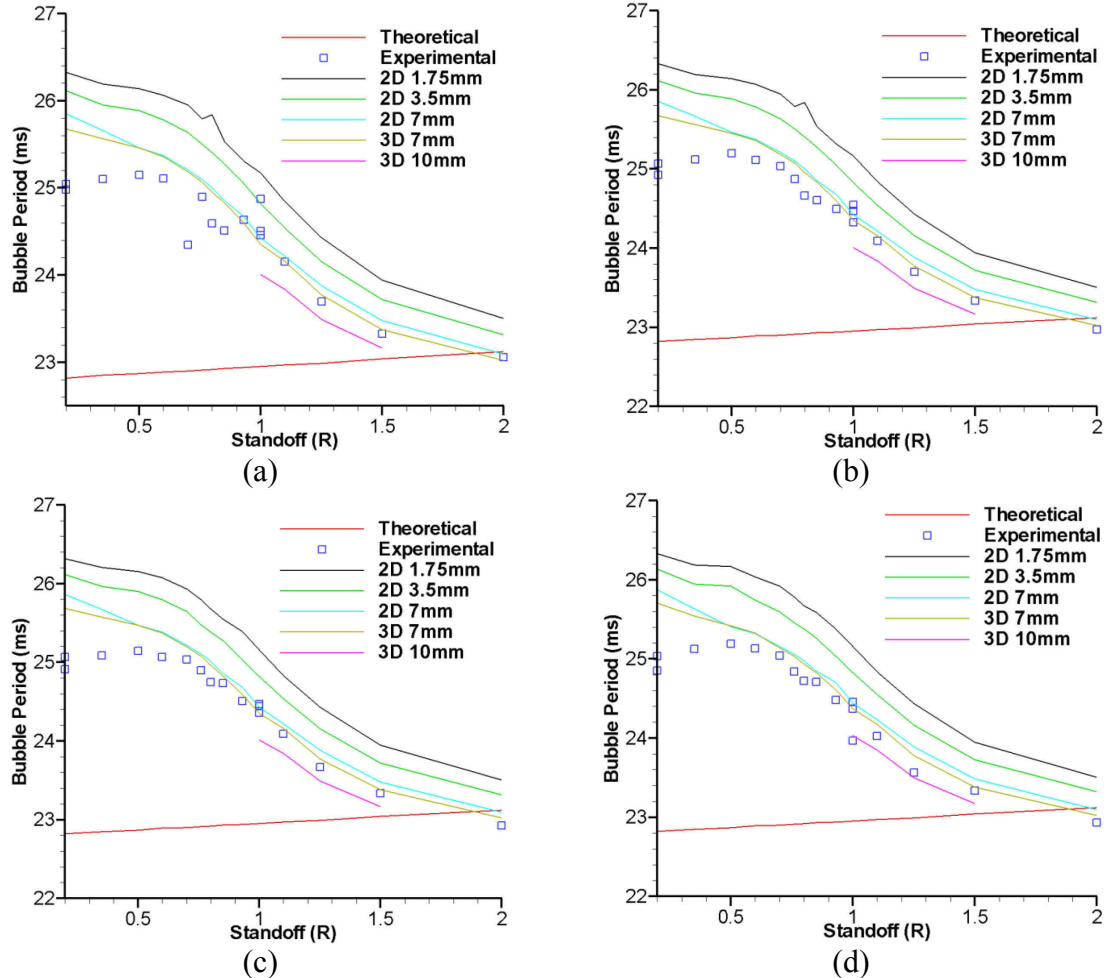 27
26
25
24
23
Bubble Period (ms)
0.5
1
1.5
2
Standoff (R)
Theoretical
Experimental
2D 1.75mm
2D 3.5mm
2D 7mm
3D 7mm
3D 10mm
(a)
27
26
25
24
23
22
Bubble Period (ms)
0.5
1
1.5
2
Standoff (R)
Theoretical
Experimental
2D 1.75mm
2D 3.5mm
2D 7mm
3D 7mm
3D 10mm
(b)
27
26
25
24
23
22
Bubble Period (ms)
0.5
1
1.5
2
Standoff (R)
Theoretical
Experimental
2D 1.75mm
2D 3.5mm
2D 7mm
3D 7mm
3D 10mm
(c)
27
26
25
24
23
22
Bubble Period (ms)
0.5
1
1.5
2
Standoff (R)
Theoretical
Experimental
2D 1.75mm
2D 3.5mm
2D 7mm
3D 7mm
3D 10mm
(d)